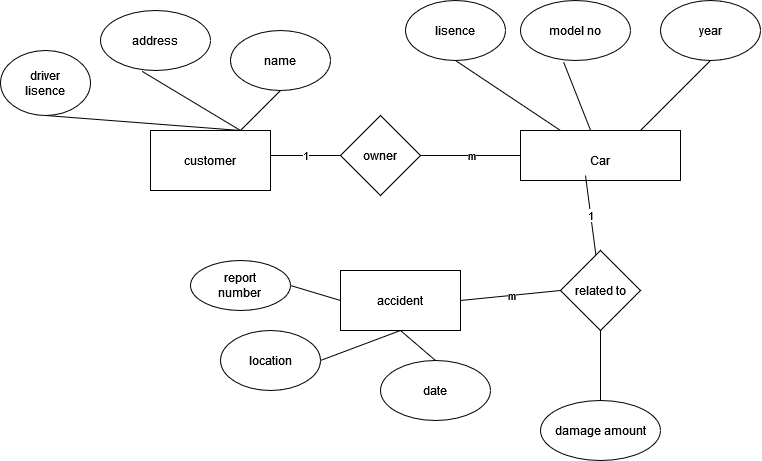 lisence
model no
year
address
name
driver
lisence
customer
1
owner
m
Car
1
report
number
accident
m
related to
location
date
damage amount